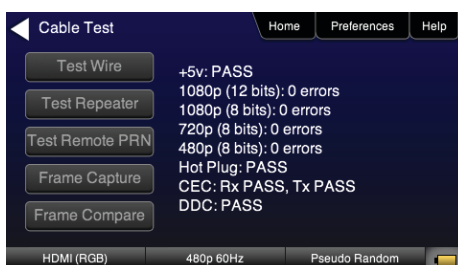 Cable Test
Home
Preferences
Help
Test Wire
Test Repeater
Test Remote PRN
Frame Capture
Frame Compare
+5v: PASS
1080p (12 bits): 0 errors
1080p (8 bits): 0 errors
720p (8 bits): 0 errors
480p (8 bits): 0 errors
Hot Plug: PASS
CEC: Rx PASS, Tx PASS
DDC: PASS
HDMI (RGB)
480p 60Hz
Pseudo Random